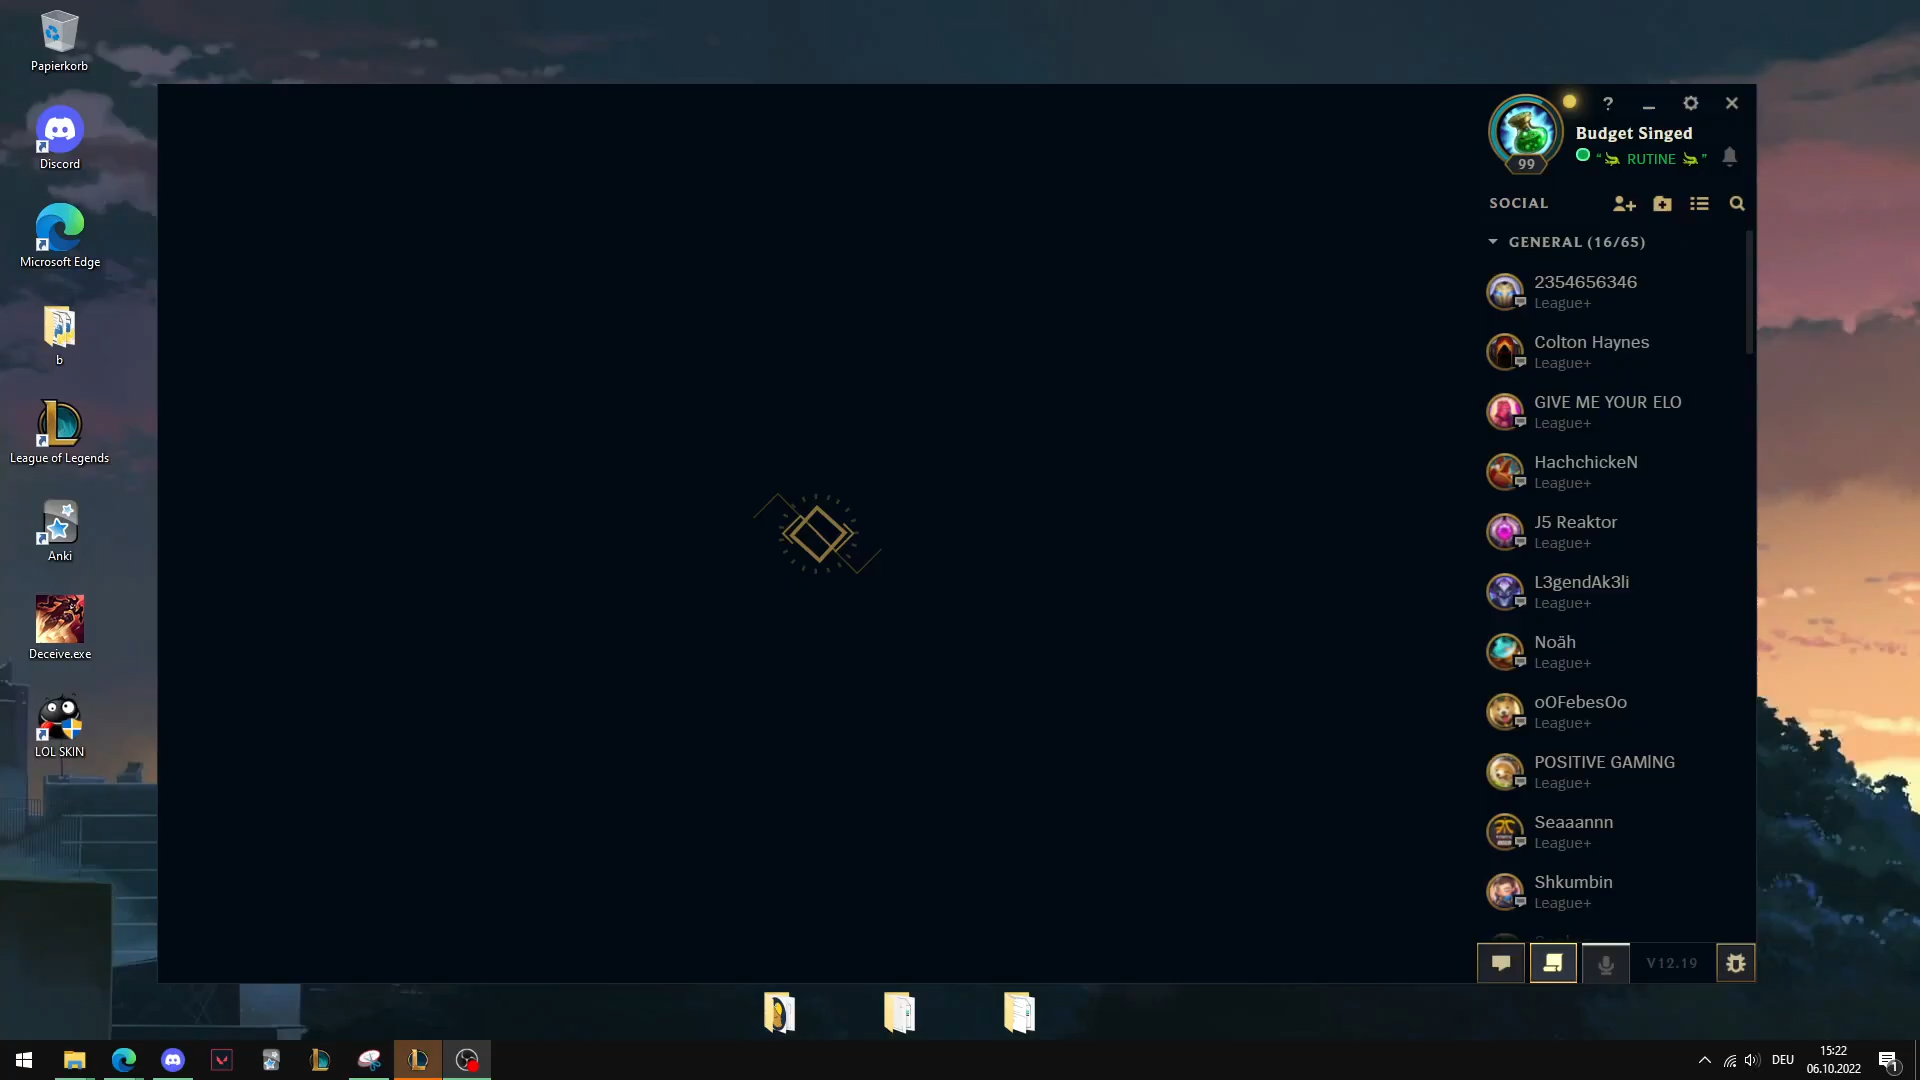 Papierkorb
Discord
Microsoft Edge
b
League of Legends
Anki
Deceive.exe
LOL SKIN
?
Budget Singed
99
“ RUTINE ”
SOCIAL
GENERAL (16/65)
2354656346
League+
Colton Haynes
League+
GIVE ME YOUR ELO
League+
HachchickeN
League+
J5 Reaktor
League+
L3gendAk3li
League+
Noäh
League+
oOFebesOo
League+
POSITIVE GAMlNG
League+
Seaaannn
League+
Shkumbin
League+
V12.19
DEU
15:22
06.10.2022
1